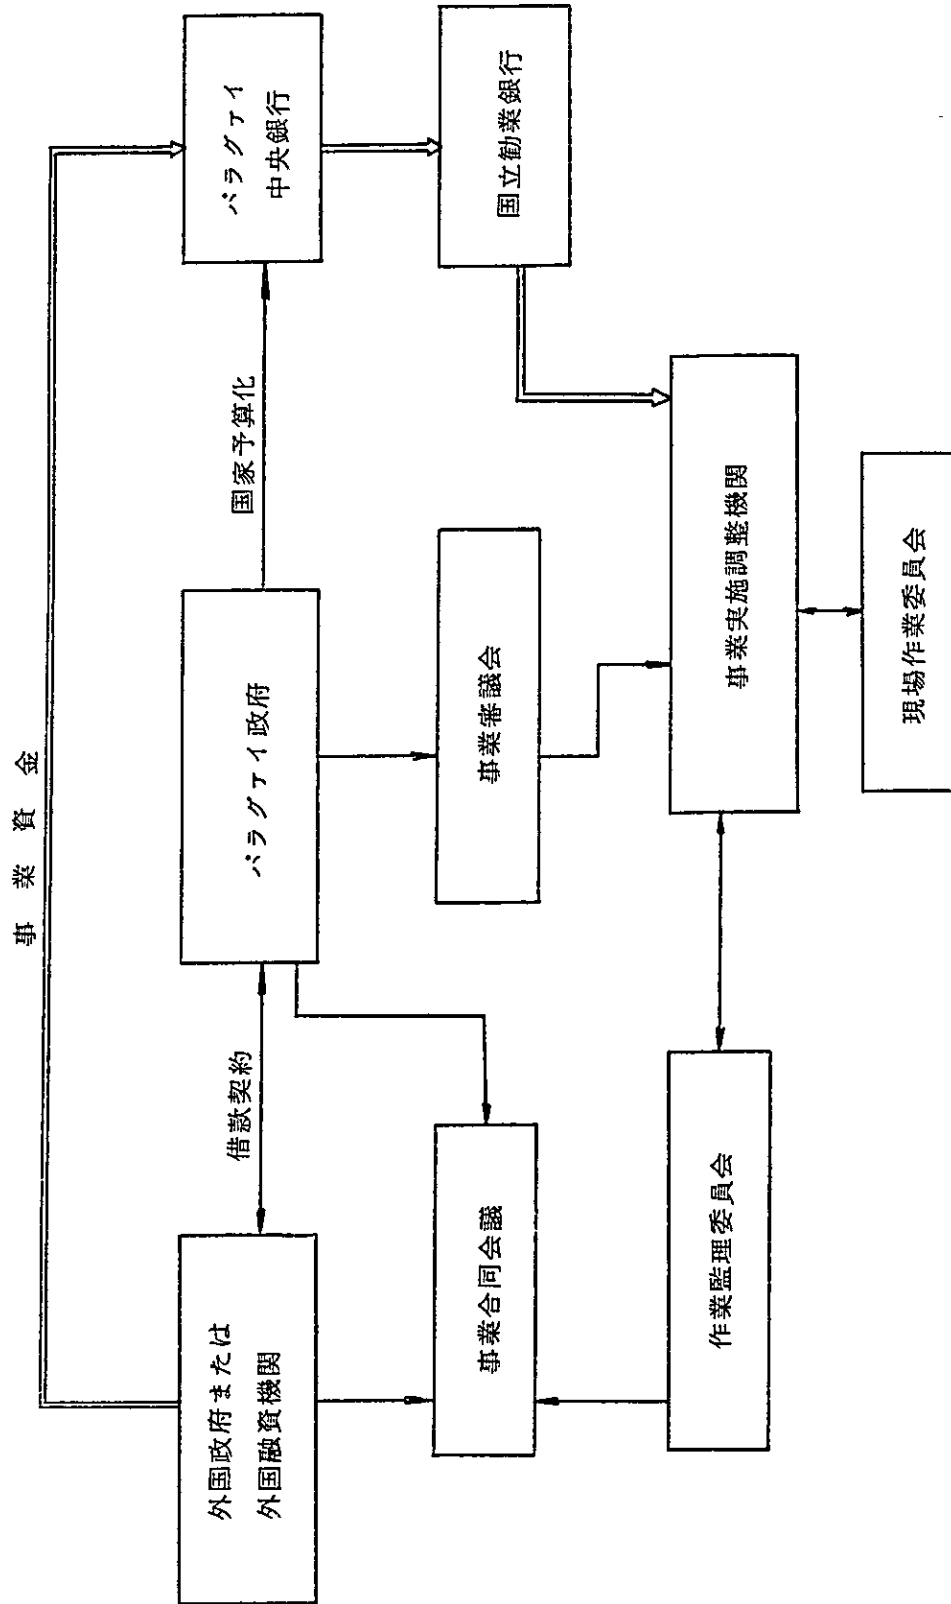 事業資金
外国政府または
外国融資機関
借款契約
パラグァイ政府
国家予算化
パラグァイ
中央銀行
事業合同会議
事業審議会
国立勧業銀行
作業監理委員会
事業実施調整機関
現場作業委員会